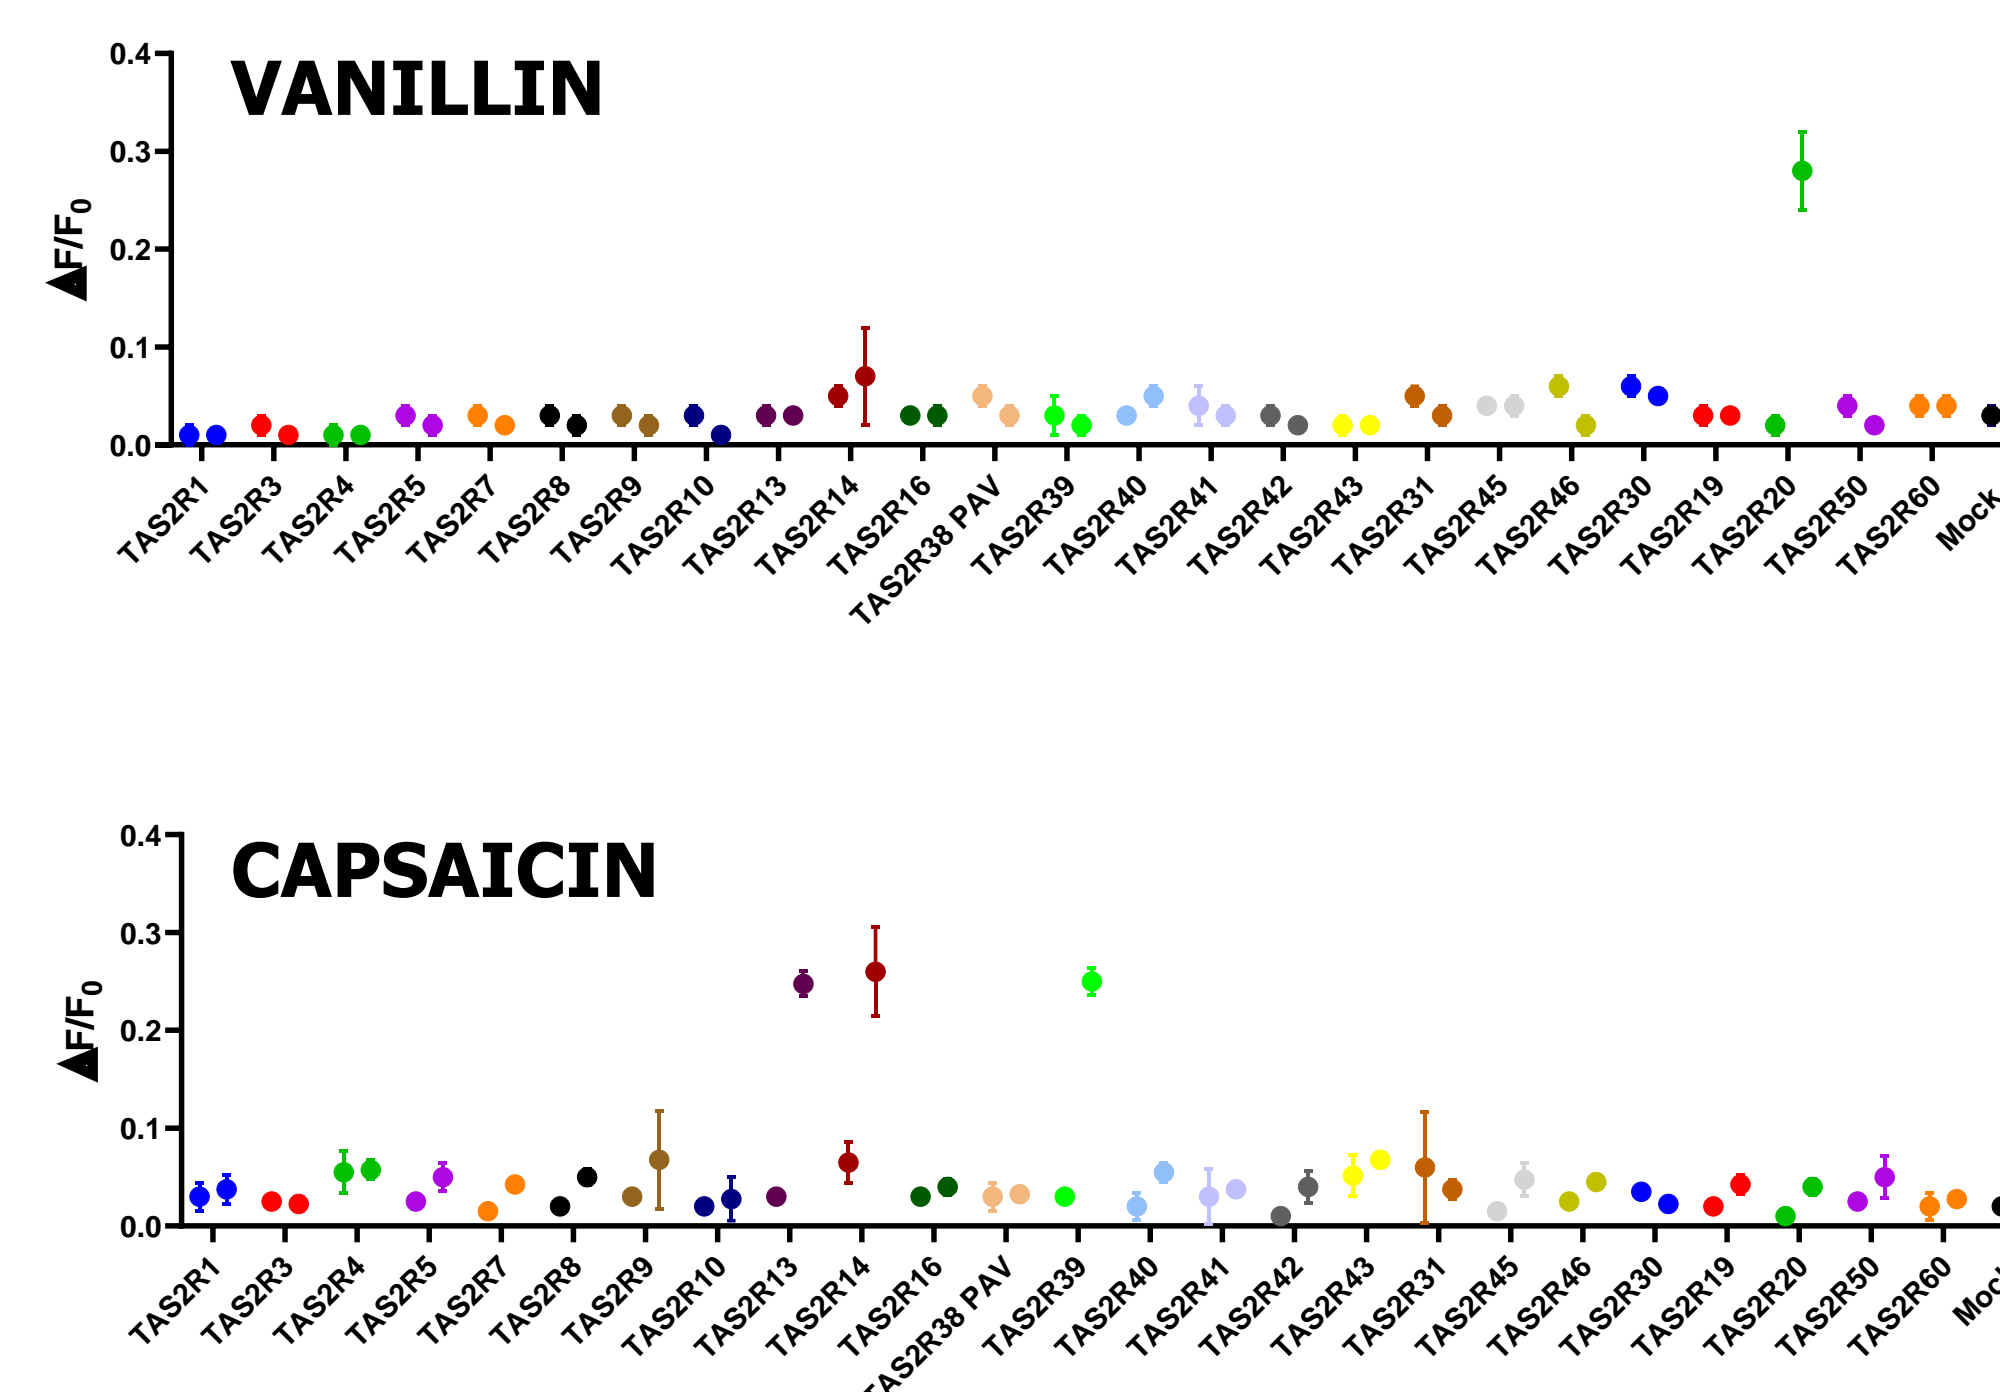 VANILLIN
0.4
0.3
0.2
0.1
0.0
ΔF/F0
TAS2R1
TAS2R3
TAS2R4
TAS2R5
TAS2R7
TAS2R8
TAS2R9
TAS2R10
TAS2R13
TAS2R14
TAS2R16
TAS2R38 PAV
TAS2R39
TAS2R40
TAS2R41
TAS2R42
TAS2R43
TAS2R31
TAS2R45
TAS2R46
TAS2R30
TAS2R19
TAS2R20
TAS2R50
TAS2R60
Mock
CAPSAICIN
0.4
0.3
0.2
0.1
0.0
ΔF/F0
TAS2R1
TAS2R3
TAS2R4
TAS2R5
TAS2R7
TAS2R8
TAS2R9
TAS2R10
TAS2R13
TAS2R14
TAS2R16
TAS2R38 PAV
TAS2R39
TAS2R40
TAS2R41
TAS2R42
TAS2R43
TAS2R31
TAS2R45
TAS2R46
TAS2R30
TAS2R19
TAS2R20
TAS2R50
TAS2R60
Moc